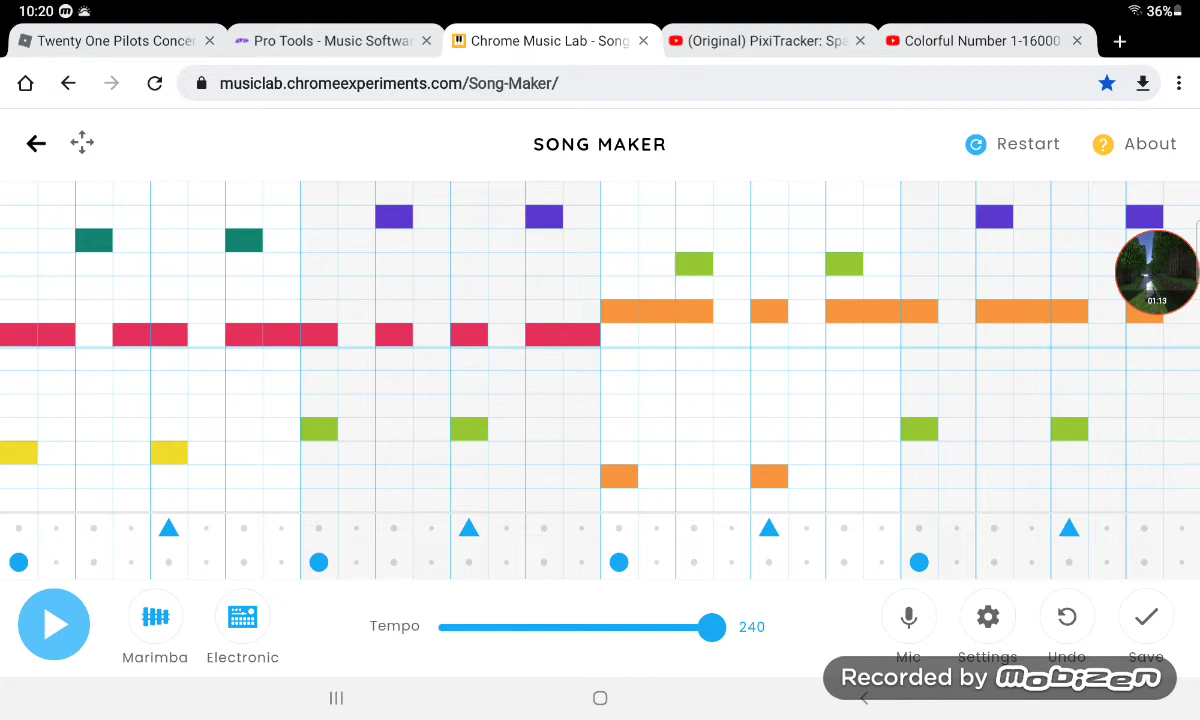 10:20
36%
Twenty One Pilots Concer
Pro Tools - Music Softwar
Chrome Music Lab - Song
(Original) PixiTracker: Spa
Colorful Number 1-16000
musiclab.chromeexperiments.com/Song-Maker/
SONG MAKER
Restart
? About
01:13
Tempo
240
Marimba
Electronic
Mic
Settings
Undo
Save
Recorded by mobizen